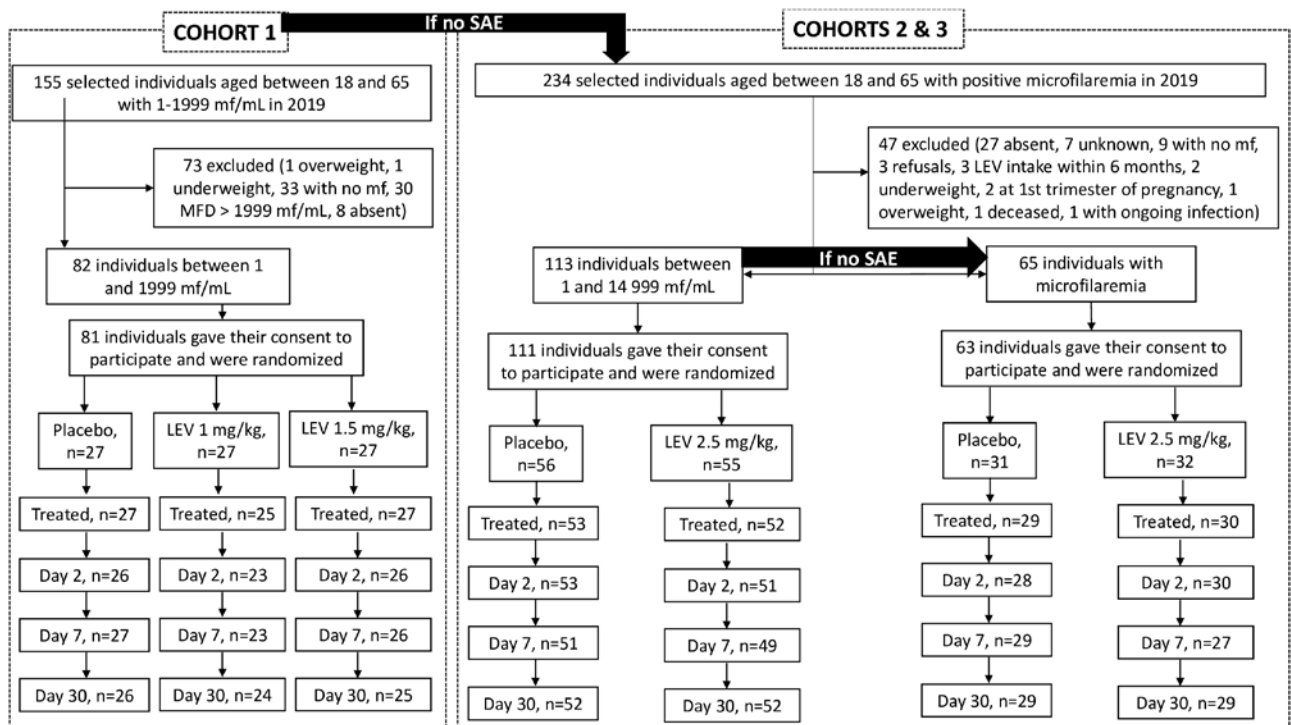 If no SAE
COHORT 1
COHORTS 2 & 3
155 selected individuals aged between 18 and 65
with 1-1999 mf/mL in 2019
73 excluded (1 overweight, 1
underweight, 33 with no mf, 30
MFD > 1999 mf/mL, 8 absent)
82 individuals between 1
and 1999 mf/mL
81 individuals gave their consent to
participate and were randomized
Placebo,
n=27
LEV 1 mg/kg,
n=27
LEV 1.5 mg/kg,
n=27
Treated, n=27
Treated, n=25
Treated, n=27
Day 2, n=26
Day 2, n=23
Day 2, n=26
Day 7, n=27
Day 7, n=23
Day 7, n=26
Day 30, n=26
Day 30, n=24
Day 30, n=25
234 selected individuals aged between 18 and 65 with positive microfilaremia in 2019
47 excluded (27 absent, 7 unknown, 9 with no mf,
3 refusals, 3 LEV intake within 6 months, 2
underweight, 2 at 1st trimester of pregnancy, 1
overweight, 1 deceased, 1 with ongoing infection)
113 individuals between
1 and 14 999 mf/mL
If no SAE
65 individuals with
microfilaremia
111 individuals gave their consent
to participate and were randomized
63 individuals gave their consent to
participate and were randomized
Placebo,
n=56
LEV 2.5 mg/kg,
n=55
Placebo,
n=31
LEV 2.5 mg/kg,
n=32
Treated, n=53
Treated, n=52
Treated, n=29
Treated, n=30
Day 2, n=53
Day 2, n=51
Day 2, n=28
Day 2, n=30
Day 7, n=51
Day 7, n=49
Day 7, n=29
Day 7, n=27
Day 30, n=52
Day 30, n=52
Day 30, n=29
Day 30, n=29